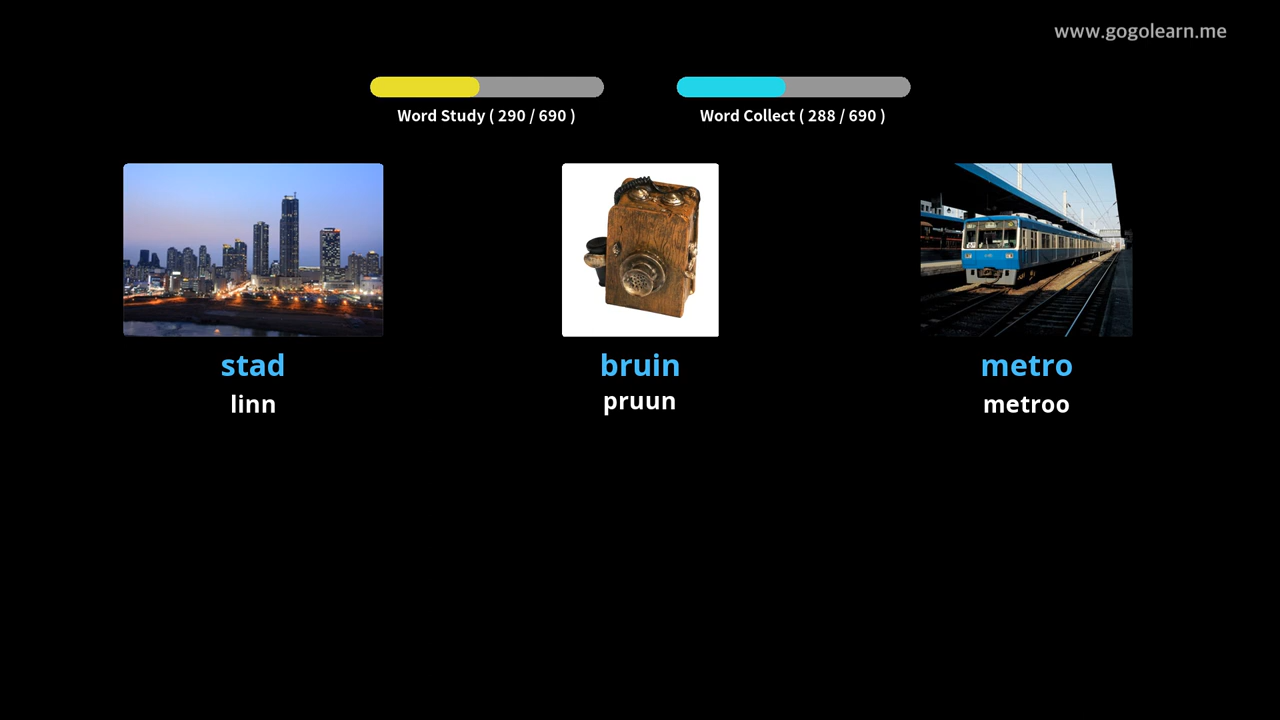 www.gogolearn.me
Word Study ( 290 / 690 )
Word Collect ( 288 / 690 )
stad
linn
bruin
pruun
metro
metroo